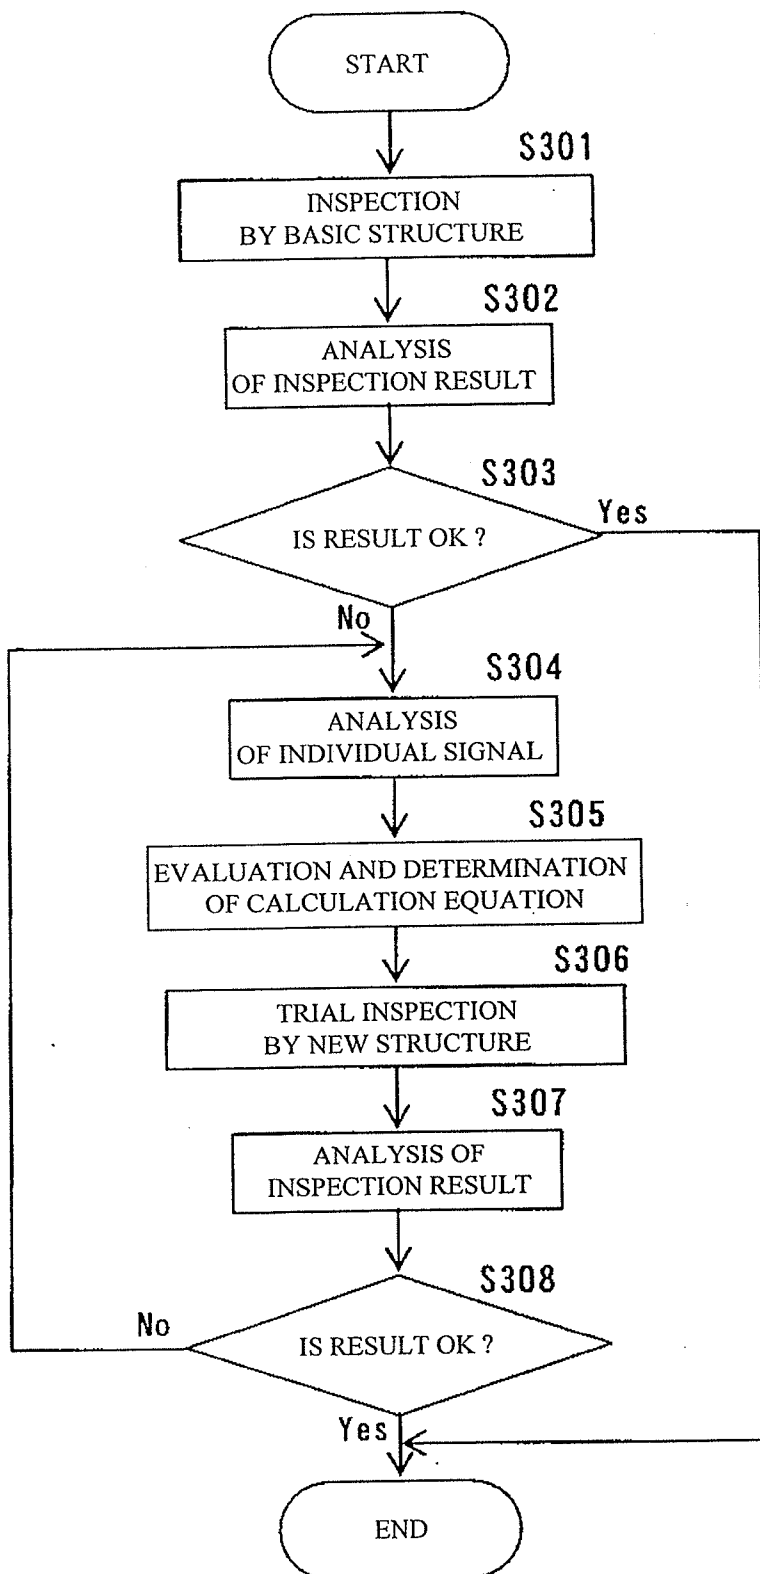 START
S301
INSPECTION
BY BASIC STRUCTURE
S302
ANALYSIS
OF INSPECTION RESULT
S303
IS RESULT OK ?
Yes
No
S304
ANALYSIS
OF INDIVIDUAL SIGNAL
S305
EVALUATION AND DETERMINATION
OF CALCULATION EQUATION
S306
TRIAL INSPECTION
BY NEW STRUCTURE
S307
ANALYSIS OF
INSPECTION RESULT
S308
IS RESULT OK ?
No
Yes
END